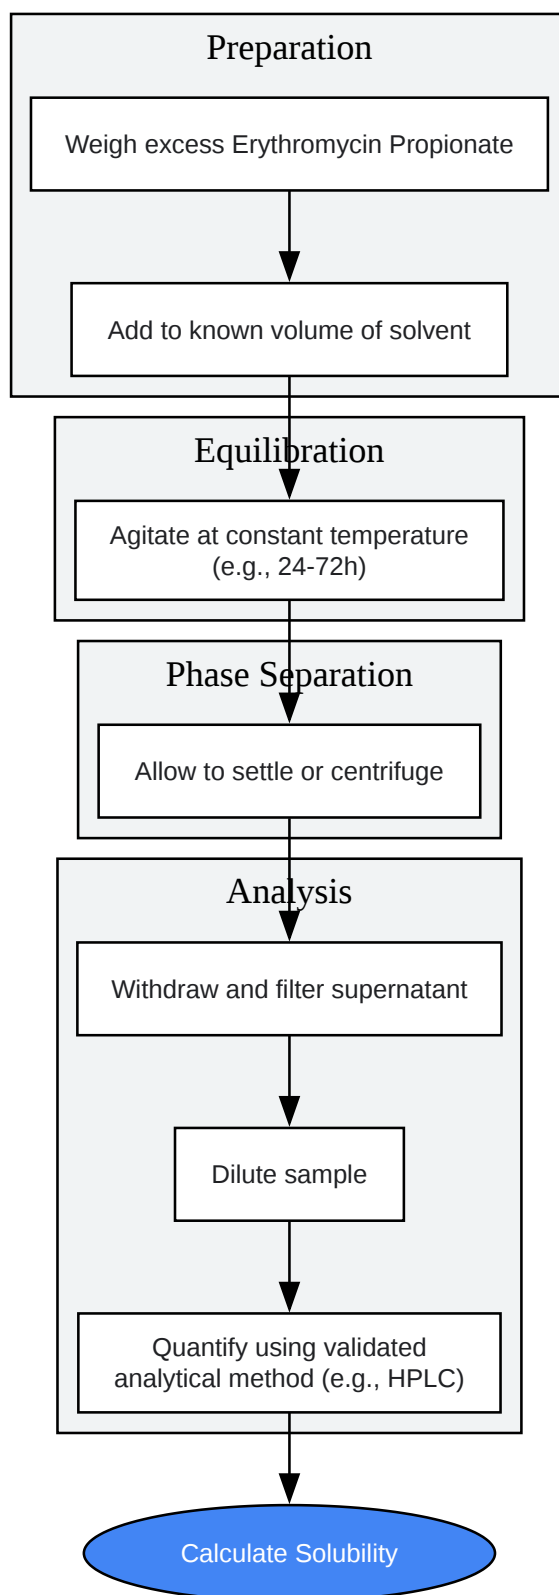 Preparation
Weigh excess Erythromycin Propionate
Add to known volume of solvent
Equilibration
Agitate at constant temperature
(e.g., 24-72h)
Phase Separation
Allow to settle or centrifuge
Analysis
Withdraw and filter supernatant
Dilute sample
Quantify using validated
analytical method (e.g., HPLC)
Calculate Solubility